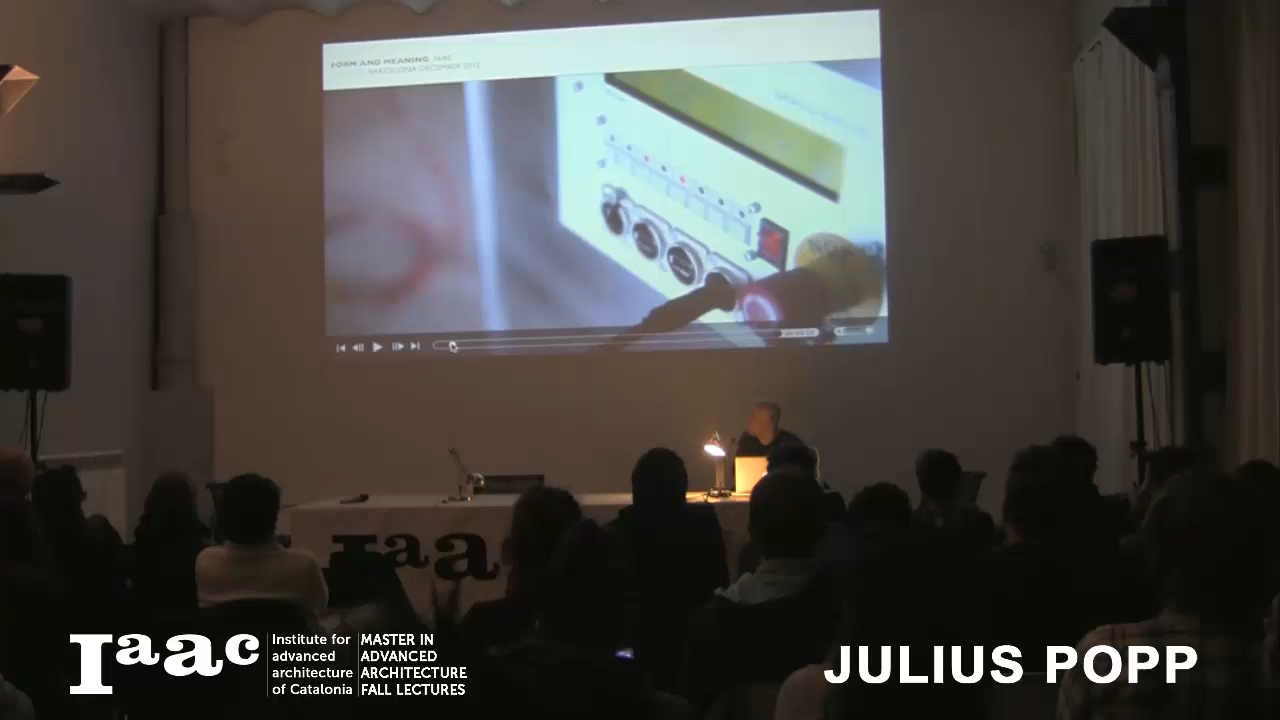 FORM AND MEANING IAAC
BARCELONA DECEMBER 2012
Iaac
Iaac
Institute for
advanced
architecture
of Catalonia
MASTER IN
ADVANCED
ARCHITECTURE
FALL LECTURES
JULIUS POPP